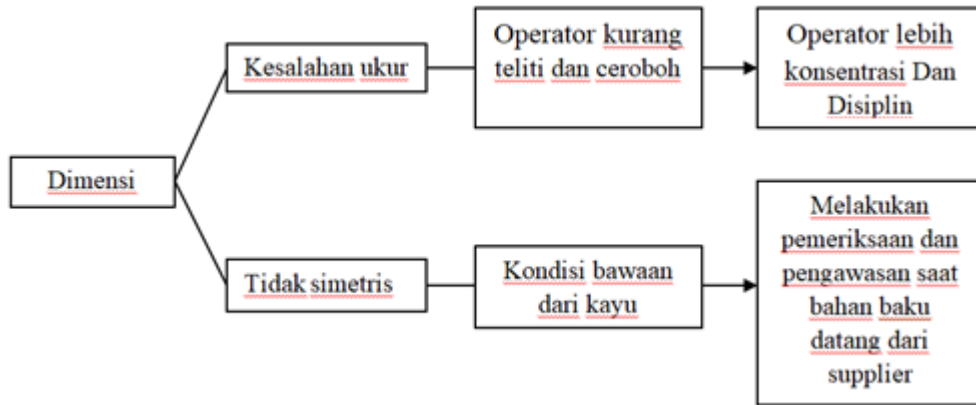 Dimensi
Kesalahan ukur
Operator kurang
teliti dan ceroboh
Operator lebih
konsentrasi Dan
Disiplin
Tidak simetris
Kondisi bawaan
dari kayu
Melakukan
pemeriksaan dan
pengawasan saat
bahan baku
datang dari
supplier